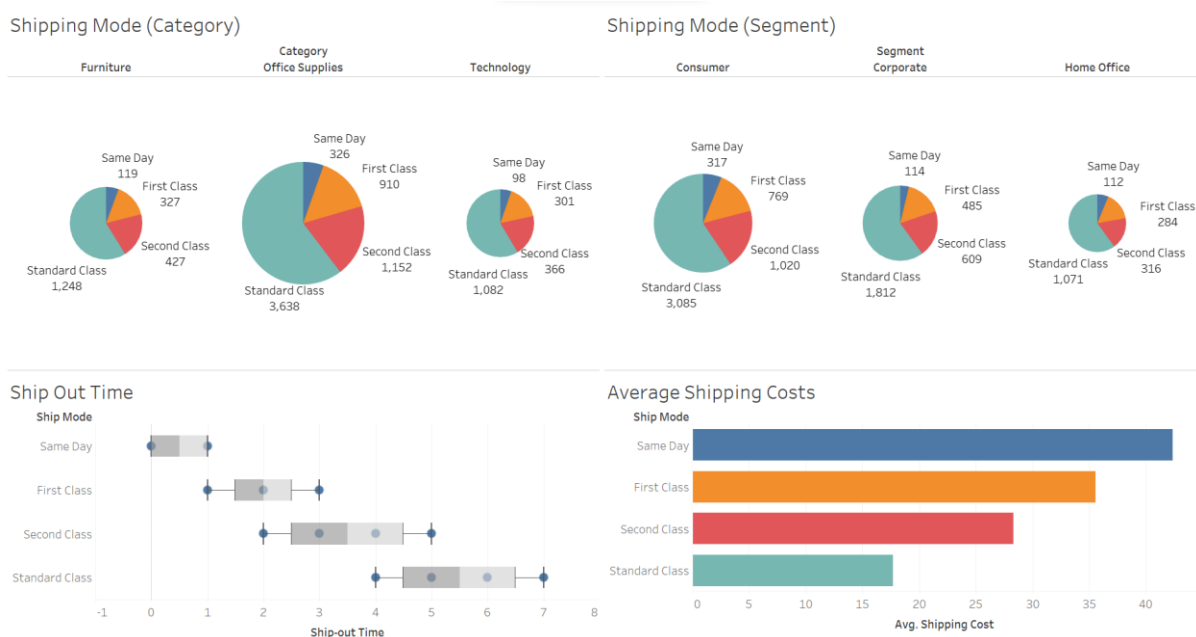 Shipping Mode (Category)
Category
Furniture
Office Supplies
Technology
Same Day
119
First Class
327
Second Class
427
Standard Class
1,248
Same Day
326
First Class
910
Second Class
1,152
Standard Class
3,638
Same Day
98
First Class
301
Second Class
366
Standard Class
1,082
Shipping Mode (Segment)
Segment
Consumer
Corporate
Home Office
Same Day
317
First Class
769
Second Class
1,020
Standard Class
3,085
Same Day
114
First Class
485
Second Class
609
Standard Class
1,812
Same Day
112
First Class
284
Second Class
316
Standard Class
1,071
Ship Out Time
Ship Mode
Same Day
First Class
Second Class
Standard Class
-1 0 1 2 3 4 5 6 7 8
Ship-out Time
Average Shipping Costs
Ship Mode
Same Day
First Class
Second Class
Standard Class
0 5 10 15 20 25 30 35 40
Avg. Shipping Cost